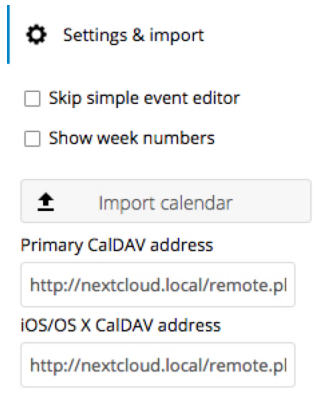 Settings & import
Skip simple event editor
Show week numbers
Import calendar
Primary CalDAV address
http://nextcloud.local/remote.pl
iOS/OS X CalDAV address
http://nextcloud.local/remote.pl